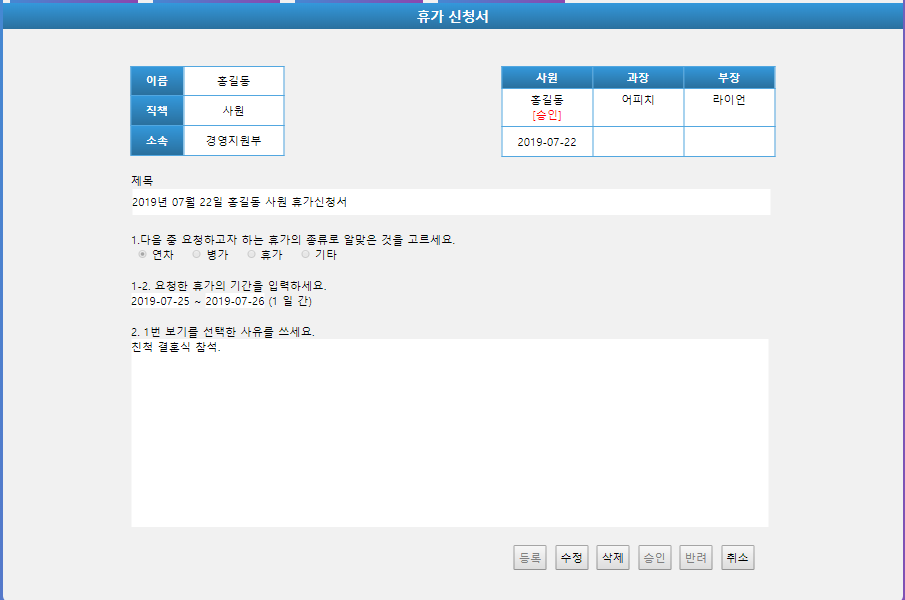 휴가 신청서
이름 홍길동
직책 사원
소속 경영지원부
사원 과장 부장
홍길동 어피치 라이언
[승인]
2019-07-22
제목
2019년 07월 22일 홍길동 사원 휴가신청서
1.다음 중 요청하고자 하는 휴가의 종류로 알맞은 것을 고르세요.
연차 병가 휴가 기타
1-2. 요청한 휴가의 기간을 입력하세요.
2019-07-25 ~ 2019-07-26 (1 일 간)
2. 1번 보기를 선택한 사유를 쓰세요.
친척 결혼식 참석.
등록 수정 삭제 승인 반려 취소